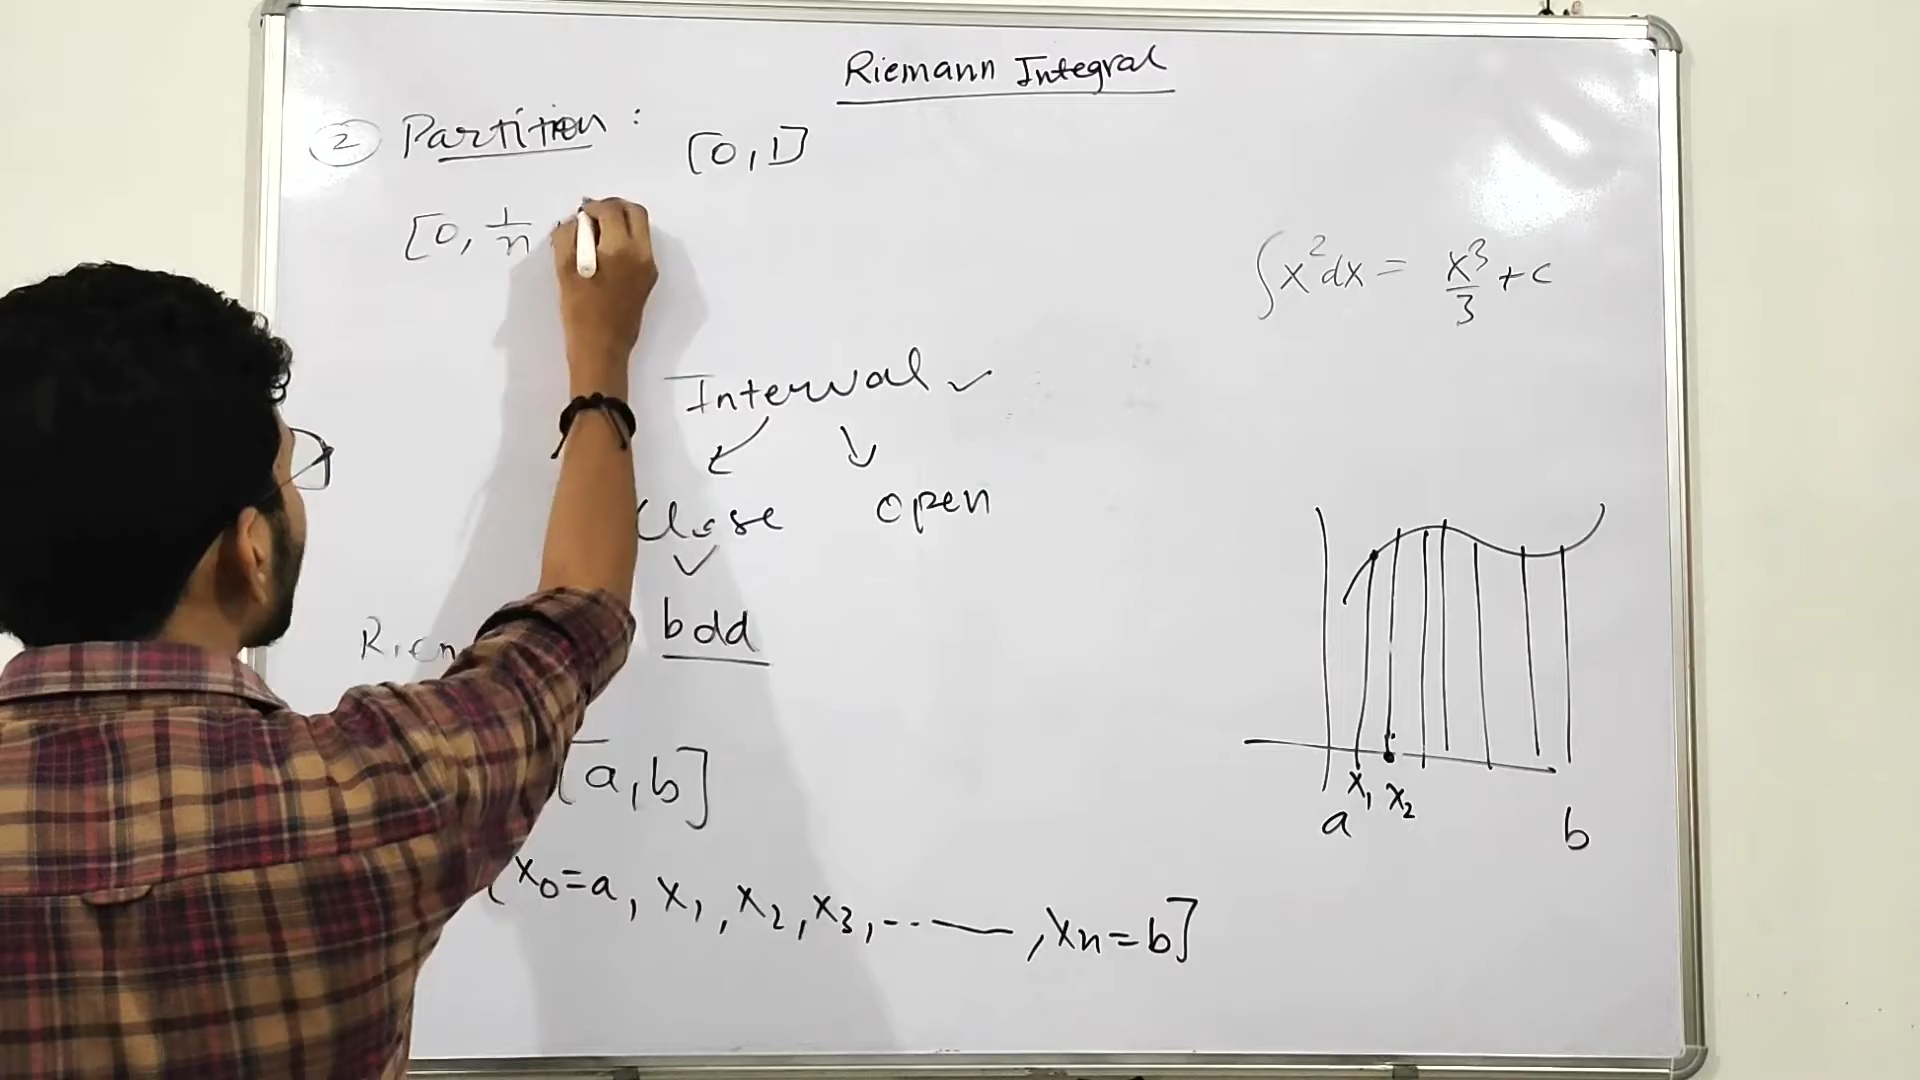 Riemann Integral
② Partition : [0, 1]
[0, 1/n
∫x²dx = x³/3 + c
Interval ✓
↙ ↘
Close open
✓
bdd
Riem
[a, b]
x₀=a, x₁, x₂, x₃, ..——, xₙ=b]
x₁ x₂
a b